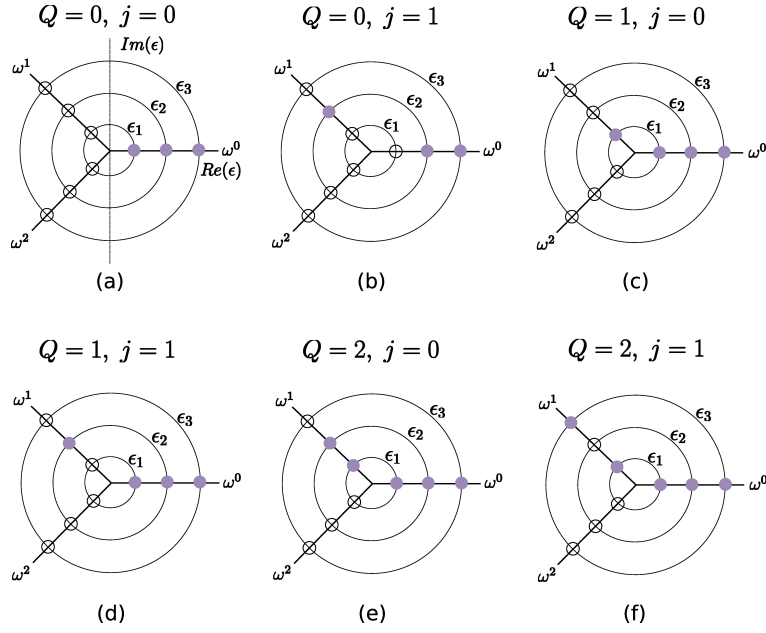 Q = 0, j = 0
Q = 0, j = 1
Q = 1, j = 0
Im(ϵ)
ω¹ ϵ₃ ϵ₂ ϵ₁ ω⁰
Re(ϵ)
ω²
ω¹ ϵ₃ ϵ₂ ϵ₁ ω⁰
ω²
ω¹ ϵ₃ ϵ₂ ϵ₁ ω⁰
ω²
(a)
(b)
(c)
Q = 1, j = 1
Q = 2, j = 0
Q = 2, j = 1
ω¹ ϵ₃ ϵ₂ ϵ₁ ω⁰
ω²
ω¹ ϵ₃ ϵ₂ ϵ₁ ω⁰
ω²
ω¹ ϵ₃ ϵ₂ ϵ₁ ω⁰
ω²
(d)
(e)
(f)